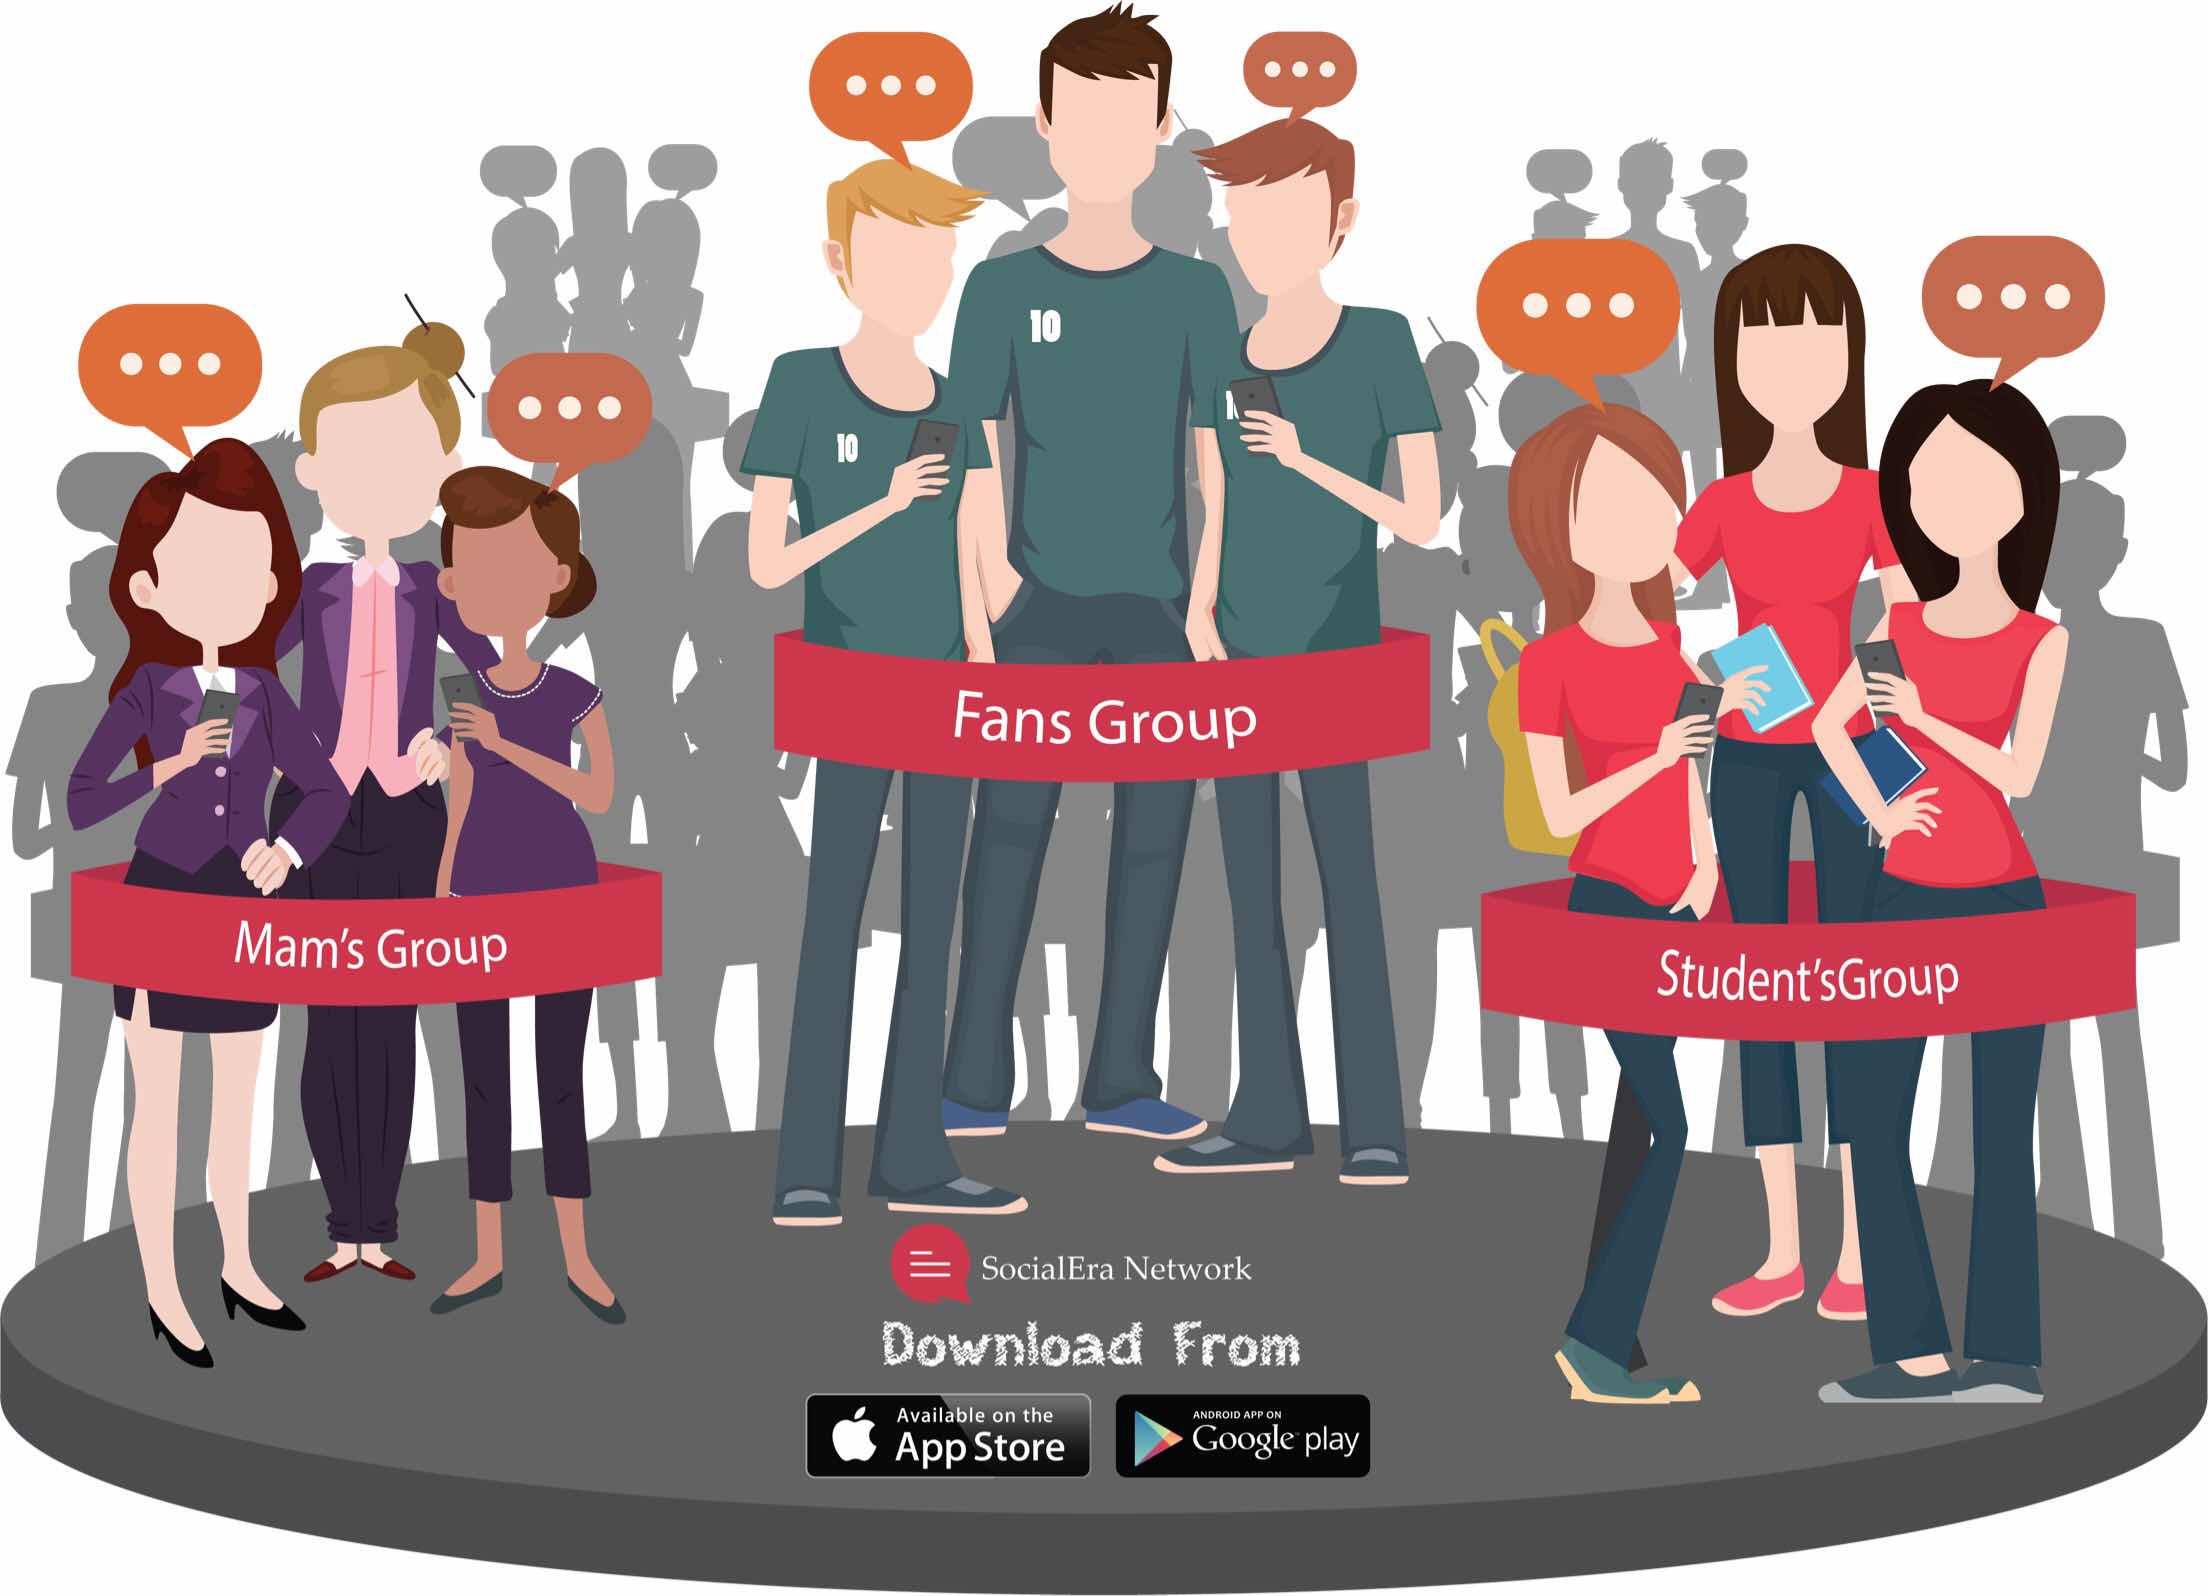 10
10
1
Fans Group
Mam's Group
Student'sGroup
SocialEra Network
Download From
Available on the
App Store
ANDROID APP ON
Google play